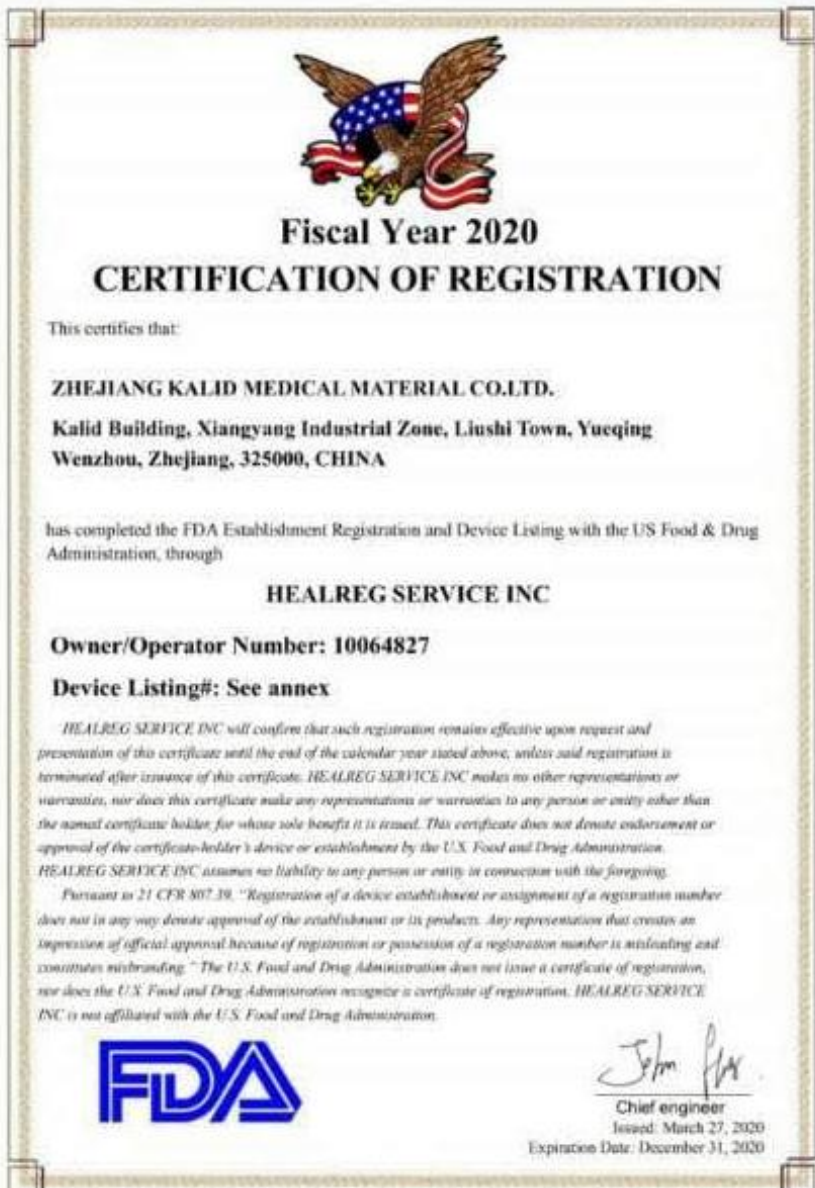 Fiscal Year 2020
CERTIFICATION OF REGISTRATION
This certifies that:
ZHEJIANG KALID MEDICAL MATERIAL CO.LTD.
Kalid Building, Xiangyang Industrial Zone, Liushi Town, Yueqing
Wenzhou, Zhejiang, 325000, CHINA
has completed the FDA Establishment Registration and Device Listing with the US Food & Drug
Administration, through
HEALREG SERVICE INC
Owner/Operator Number: 10064827
Device Listing#: See annex
HEALREG SERVICE INC will confirm that such registration remains effective upon request and
presentation of this certificate until the end of the calendar year stated above, unless said registration is
terminated after issuance of this certificate. HEALREG SERVICE INC makes no other representations or
warranties, nor does this certificate make any representations or warranties to any person or entity other than
the named certificate holder, for whose sole benefit it is issued. This certificate does not denote endorsement or
approval of the certificate-holder's device or establishment by the U.S. Food and Drug Administration.
HEALREG SERVICE INC assumes no liability to any person or entity in connection with the foregoing.
Pursuant to 21 CFR 807.39, "Registration of a device establishment or assignment of a registration number
does not in any way denote approval of the establishment or its products. Any representation that creates an
impression of official approval because of registration or possession of a registration number is misleading and
constitutes misbranding." The U.S. Food and Drug Administration does not issue a certificate of registration,
nor does the U.S. Food and Drug Administration recognize a certificate of registration. HEALREG SERVICE
INC is not affiliated with the U.S. Food and Drug Administration.
FDA
John
Chief engineer
Issued: March 27, 2020
Expiration Date: December 31, 2020